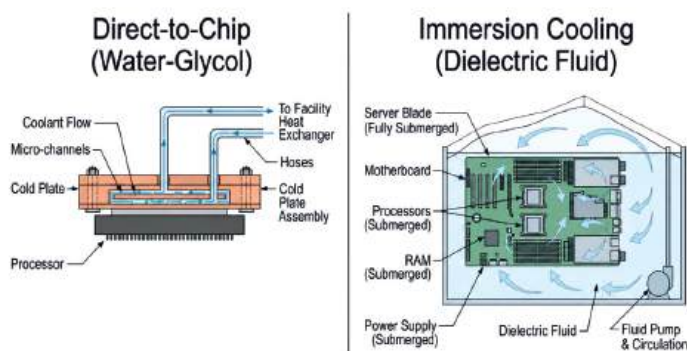 Direct-to-Chip
(Water-Glycol)
Coolant Flow
Micro-channels
Cold Plate
Processor
To Facility
Heat
Exchanger
Hoses
Cold
Plate
Assembly
Immersion Cooling
(Dielectric Fluid)
Server Blade
(Fully Submerged)
Motherboard
Processors
(Submerged)
RAM
(Submerged)
Power Supply
(Submerged)
Dielectric Fluid
Fluid Pump
& Circulation